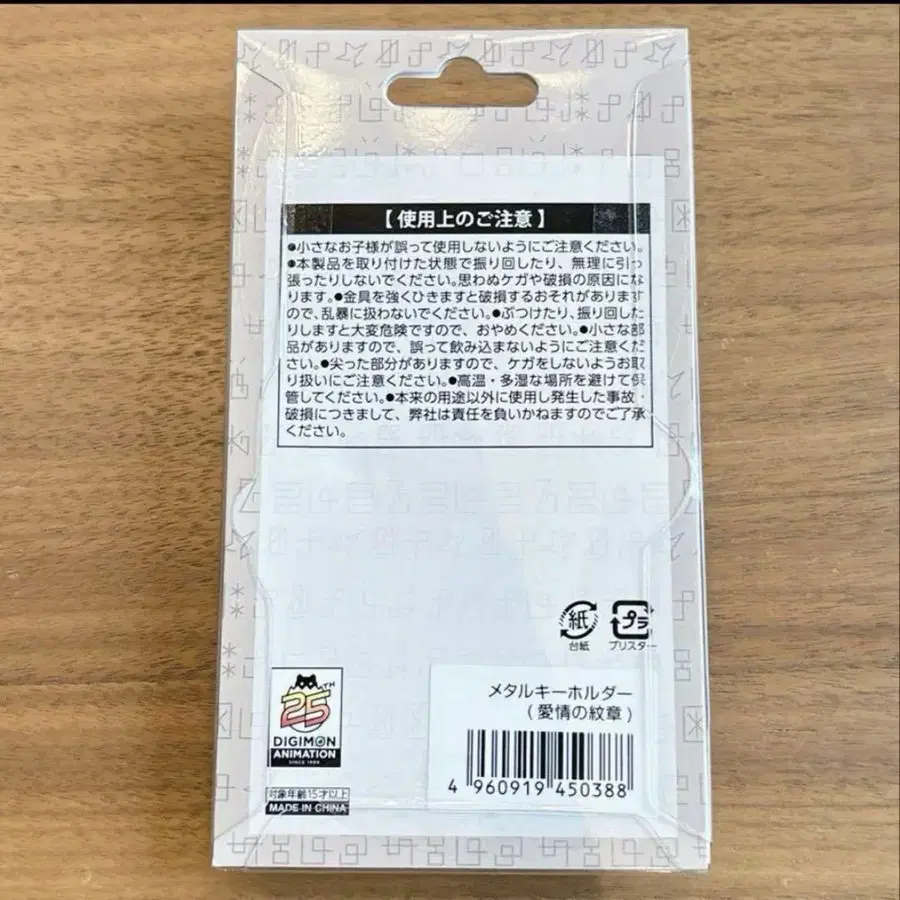 【使用上のご注意】
●小さなお子様が誤って使用しないようにご注意ください。
●本製品を取り付けた状態で振り回したり、無理に引っ
張ったりしないでください。思わぬケガや破損の原因にな
ります。●金具を強くひきますと破損するおそれがあります
ので、乱暴に扱わないでください。●ぶつけたり、振り回した
りしますと大変危険ですので、おやめください。●小さな部
品がありますので、誤って飲み込まないようにご注意くだ
さい。●尖った部分がありますので、ケガをしないようお取
り扱いにご注意ください。●高温・多湿な場所を避けて保
管してください。●本来の用途以外に使用し発生した事故・
破損につきまして、弊社は責任を負いかねますのでご了承
ください。
紙
プラ
台紙
ブリスター
25TH
DIGIMON
ANIMATION
SINCE 1999
メタルキーホルダー
(愛情の紋章)
4 960919 450388
対象年齢15才以上
MADE IN CHINA